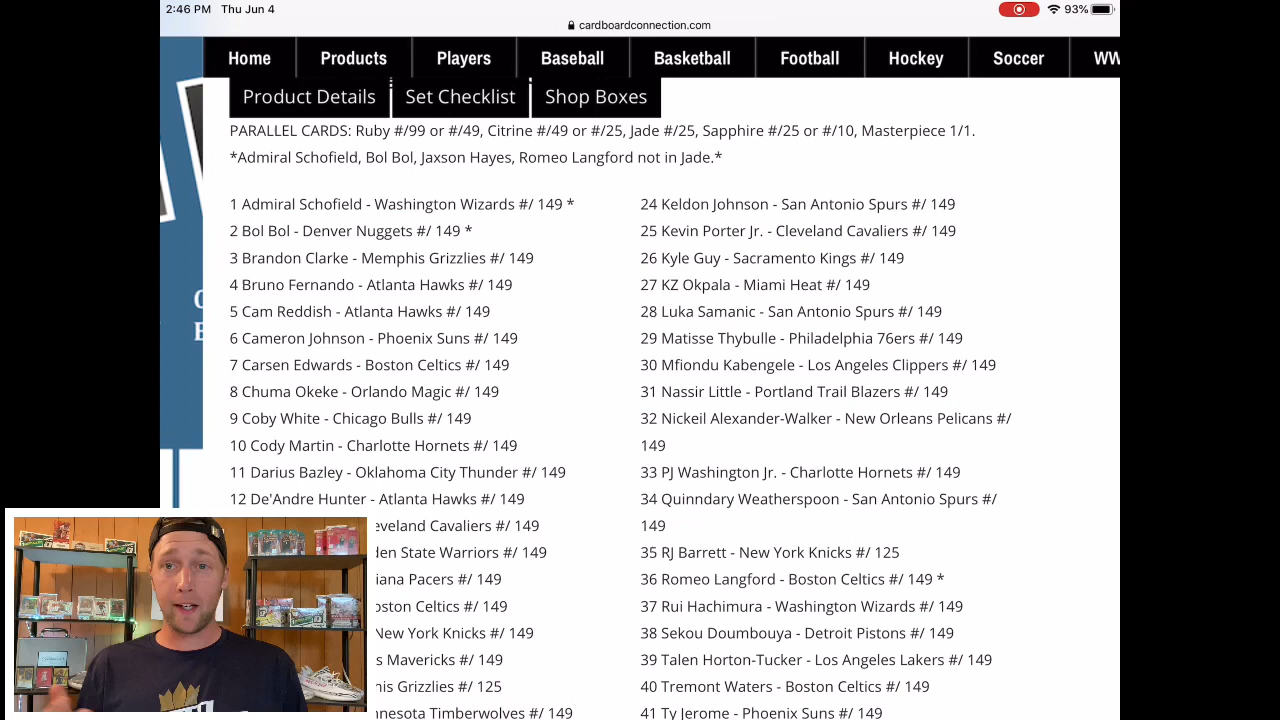 2:46 PM Thu Jun 4
93%
cardboardconnection.com
Home Products Players Baseball Basketball Football Hockey Soccer WW
Product Details Set Checklist Shop Boxes
PARALLEL CARDS: Ruby #/99 or #/49, Citrine #/49 or #/25, Jade #/25, Sapphire #/25 or #/10, Masterpiece 1/1.
*Admiral Schofield, Bol Bol, Jaxson Hayes, Romeo Langford not in Jade.*
1 Admiral Schofield - Washington Wizards #/ 149 *
2 Bol Bol - Denver Nuggets #/ 149 *
3 Brandon Clarke - Memphis Grizzlies #/ 149
4 Bruno Fernando - Atlanta Hawks #/ 149
5 Cam Reddish - Atlanta Hawks #/ 149
6 Cameron Johnson - Phoenix Suns #/ 149
7 Carsen Edwards - Boston Celtics #/ 149
8 Chuma Okeke - Orlando Magic #/ 149
9 Coby White - Chicago Bulls #/ 149
10 Cody Martin - Charlotte Hornets #/ 149
11 Darius Bazley - Oklahoma City Thunder #/ 149
12 De'Andre Hunter - Atlanta Hawks #/ 149
eveland Cavaliers #/ 149
den State Warriors #/ 149
iana Pacers #/ 149
oston Celtics #/ 149
New York Knicks #/ 149
s Mavericks #/ 149
his Grizzlies #/ 125
nnesota Timberwolves #/ 149
24 Keldon Johnson - San Antonio Spurs #/ 149
25 Kevin Porter Jr. - Cleveland Cavaliers #/ 149
26 Kyle Guy - Sacramento Kings #/ 149
27 KZ Okpala - Miami Heat #/ 149
28 Luka Samanic - San Antonio Spurs #/ 149
29 Matisse Thybulle - Philadelphia 76ers #/ 149
30 Mfiondu Kabengele - Los Angeles Clippers #/ 149
31 Nassir Little - Portland Trail Blazers #/ 149
32 Nickeil Alexander-Walker - New Orleans Pelicans #/
149
33 PJ Washington Jr. - Charlotte Hornets #/ 149
34 Quinndary Weatherspoon - San Antonio Spurs #/
149
35 RJ Barrett - New York Knicks #/ 125
36 Romeo Langford - Boston Celtics #/ 149 *
37 Rui Hachimura - Washington Wizards #/ 149
38 Sekou Doumbouya - Detroit Pistons #/ 149
39 Talen Horton-Tucker - Los Angeles Lakers #/ 149
40 Tremont Waters - Boston Celtics #/ 149
41 Ty Jerome - Phoenix Suns #/ 149